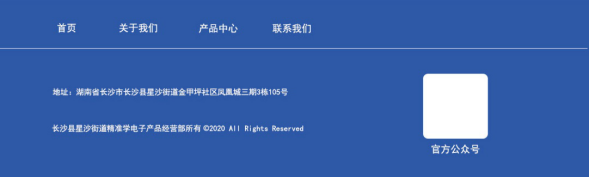 首页 关于我们 产品中心 联系我们
地址：湖南省长沙市长沙县星沙街道金甲坪社区凤凰城三期3栋105号
长沙县星沙街道精准学电子产品经营部所有 ©2020 All Rights Reserved
官方公众号